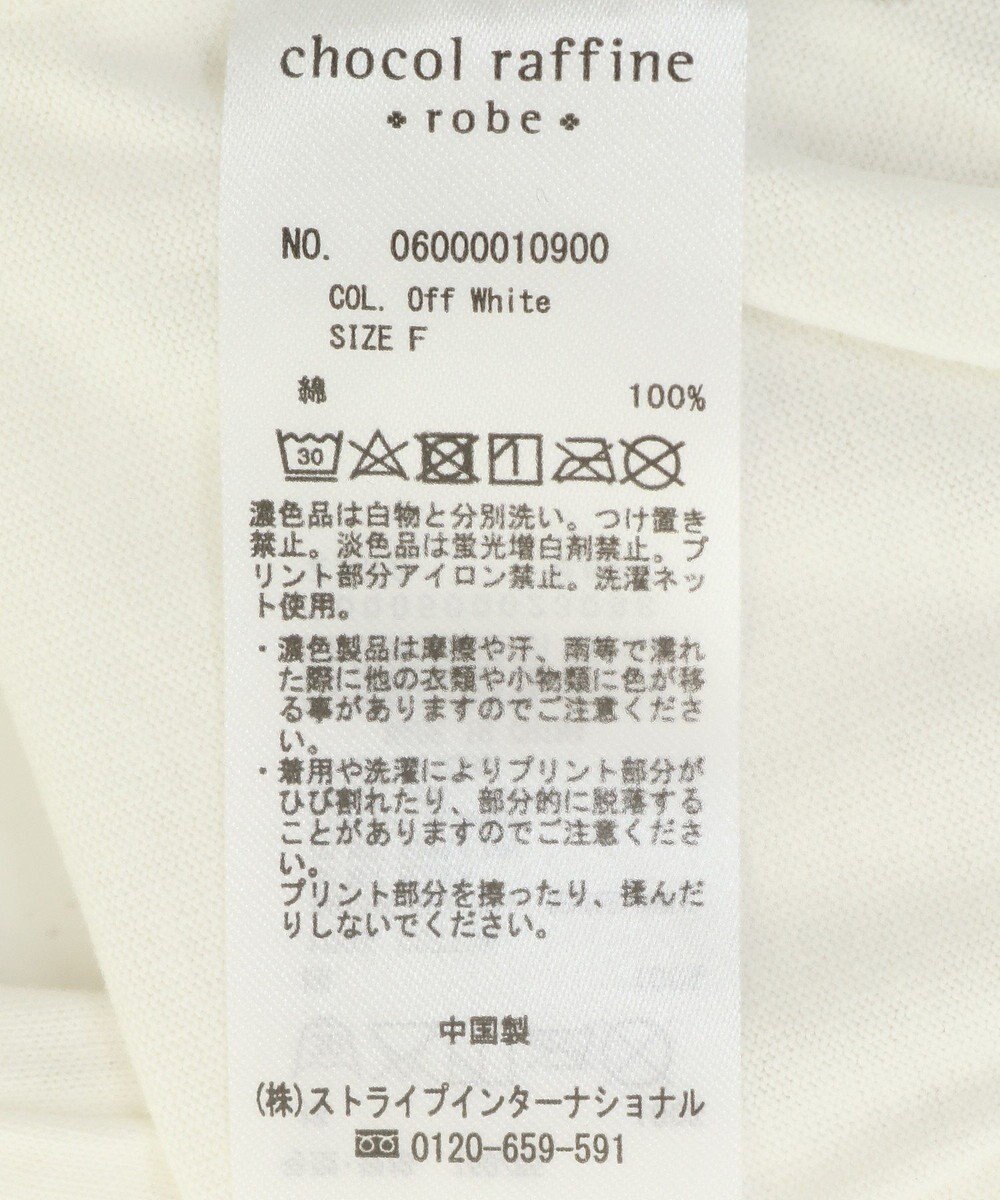 chocol raffine
robe
NO. 06000010900
COL. Off White
SIZE F
綿 100%
30
濃色品は白物と分別洗い。つけ置き
禁止。淡色品は蛍光増白剤禁止。プ
リント部分アイロン禁止。洗濯ネッ
ト使用。
・濃色製品は摩擦や汗、雨等で濡れ
た際に他の衣類や小物類に色が移
る事がありますのでご注意くださ
い。
・着用や洗濯によりプリント部分が
ひび割れたり、部分的に脱落する
ことがありますのでご注意くださ
い。
プリント部分を擦ったり、揉んだ
りしないでください。
中国製
(株)ストライプインターナショナル
0120-659-591